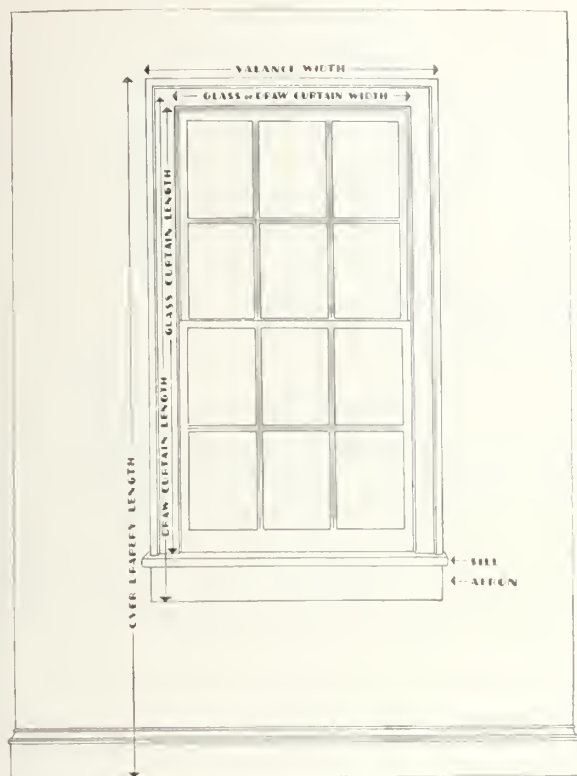 VALANCE WIDTH
GLASS or DRAW CURTAIN WIDTH
GLASS CURTAIN LENGTH
DRAW CURTAIN LENGTH
OVER DRAPERY LENGTH
SILL
APRON